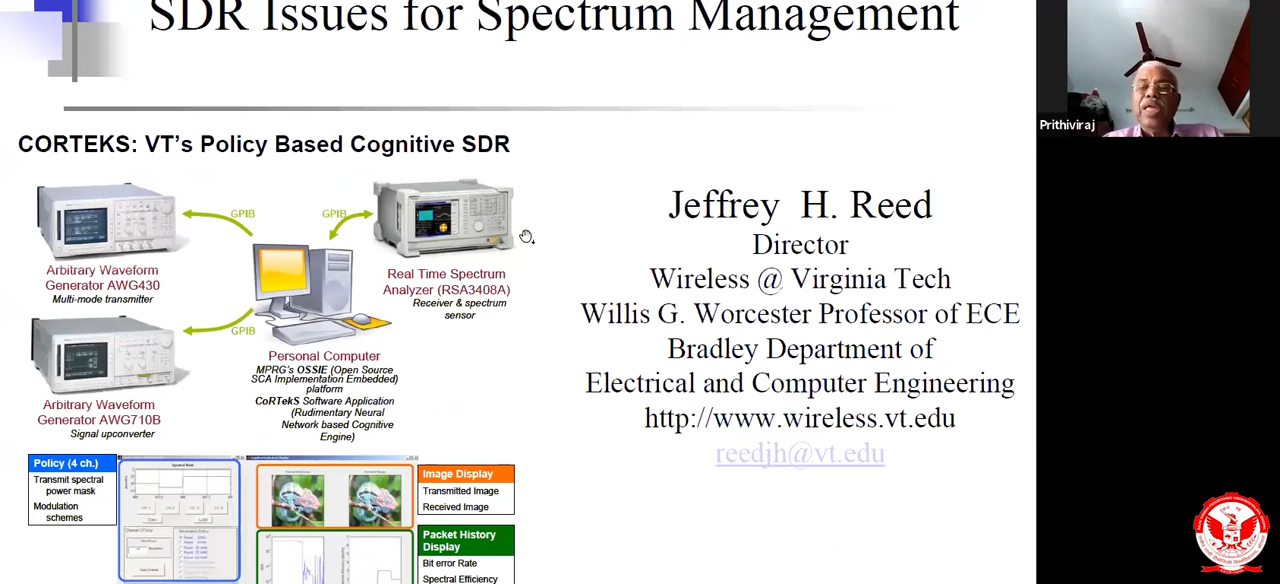 SDR Issues for Spectrum Management
CORTEKS: VT's Policy Based Cognitive SDR
GPIB
GPIB
Arbitrary Waveform
Generator AWG430
Multi-mode transmitter
Real Time Spectrum
Analyzer (RSA3408A)
Receiver & spectrum
sensor
GPIB
Arbitrary Waveform
Generator AWG710B
Signal upconverter
Personal Computer
MPRG's OSSIE (Open Source
SCA Implementation Embedded)
platform
CoRTekS Software Application
(Rudimentary Neural
Network based Cognitive
Engine)
Policy (4 ch.)
Transmit spectral
power mask
Modulation
schemes
Image Display
Transmitted Image
Received Image
Packet History
Display
Bit error Rate
Spectral Efficiency
Jeffrey H. Reed
Director
Wireless @ Virginia Tech
Willis G. Worcester Professor of ECE
Bradley Department of
Electrical and Computer Engineering
http://www.wireless.vt.edu
reedjh@vt.edu
Prithiviraj